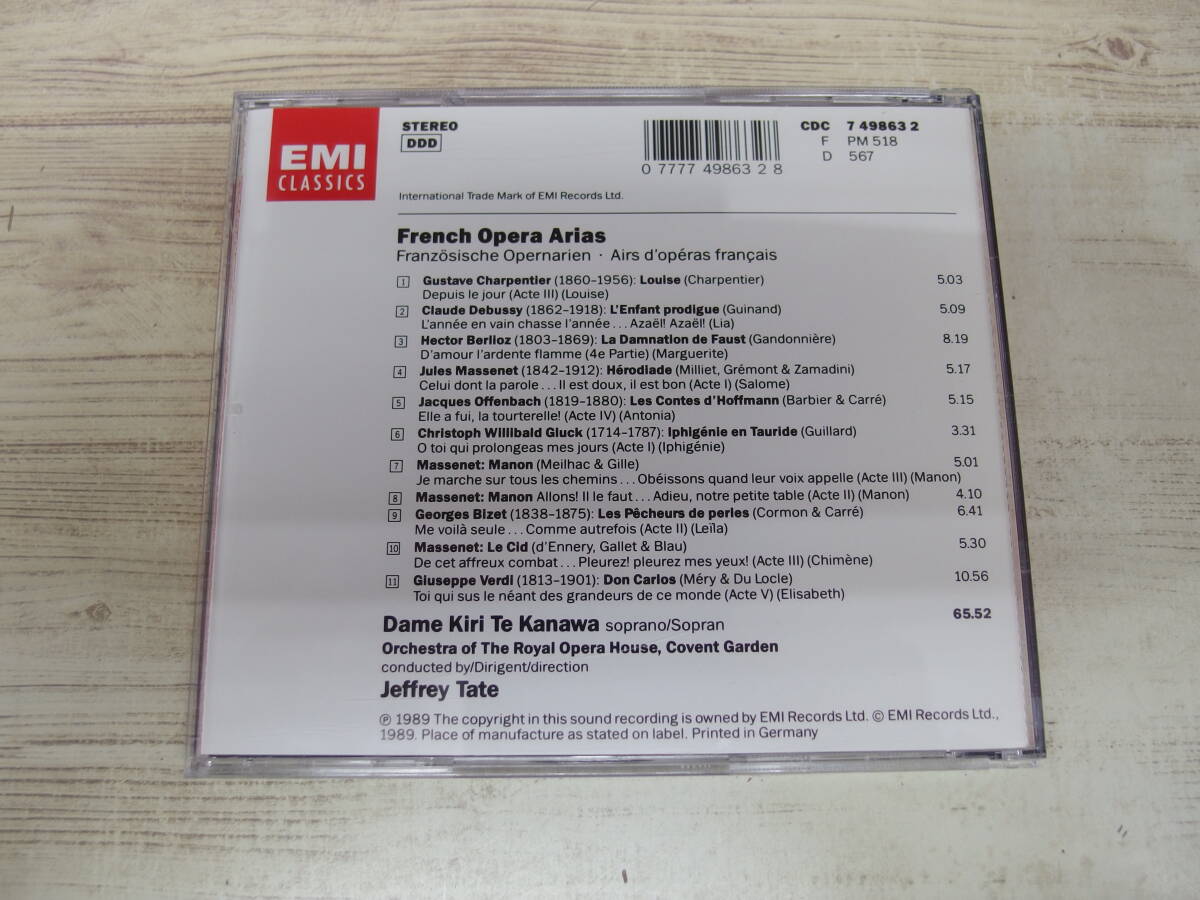 EMI
CLASSICS
STEREO
DDD
0 7777 49863 2 8
CDC 7 49863 2
F PM 518
D 567
International Trade Mark of EMI Records Ltd.
French Opera Arias
Französische Opernarien · Airs d'opéras français
1 Gustave Charpentier (1860–1956): Louise (Charpentier) 5.03
Depuis le jour (Acte III) (Louise)
2 Claude Debussy (1862–1918): L'Enfant prodigue (Guinand) 5.09
L'année en vain chasse l'année . . . Azaël! Azaël! (Lia)
3 Hector Berlioz (1803–1869): La Damnation de Faust (Gandonnière) 8.19
D'amour l'ardente flamme (4e Partie) (Marguerite)
4 Jules Massenet (1842–1912): Hérodiade (Milliet, Grémont & Zamadini) 5.17
Celui dont la parole . . . Il est doux, il est bon (Acte I) (Salome)
5 Jacques Offenbach (1819–1880): Les Contes d'Hoffmann (Barbier & Carré) 5.15
Elle a fui, la tourterelle! (Acte IV) (Antonia)
6 Christoph Willibald Gluck (1714–1787): Iphigénie en Tauride (Guillard) 3.31
O toi qui prolongeas mes jours (Acte I) (Iphigénie)
7 Massenet: Manon (Meilhac & Gille) 5.01
Je marche sur tous les chemins . . . Obéissons quand leur voix appelle (Acte III) (Manon)
8 Massenet: Manon Allons! Il le faut . . . Adieu, notre petite table (Acte II) (Manon) 4.10
9 Georges Bizet (1838–1875): Les Pêcheurs de perles (Cormon & Carré) 6.41
Me voilà seule . . . Comme autrefois (Acte II) (Leïla)
10 Massenet: Le Cid (d'Ennery, Gallet & Blau) 5.30
De cet affreux combat . . . Pleurez! pleurez mes yeux! (Acte III) (Chimène)
11 Giuseppe Verdi (1813–1901): Don Carlos (Méry & Du Locle) 10.56
Toi qui sus le néant des grandeurs de ce monde (Acte V) (Elisabeth)
65.52
Dame Kiri Te Kanawa soprano/Sopran
Orchestra of The Royal Opera House, Covent Garden
conducted by/Dirigent/direction
Jeffrey Tate
℗ 1989 The copyright in this sound recording is owned by EMI Records Ltd. © EMI Records Ltd.,
1989. Place of manufacture as stated on label. Printed in Germany